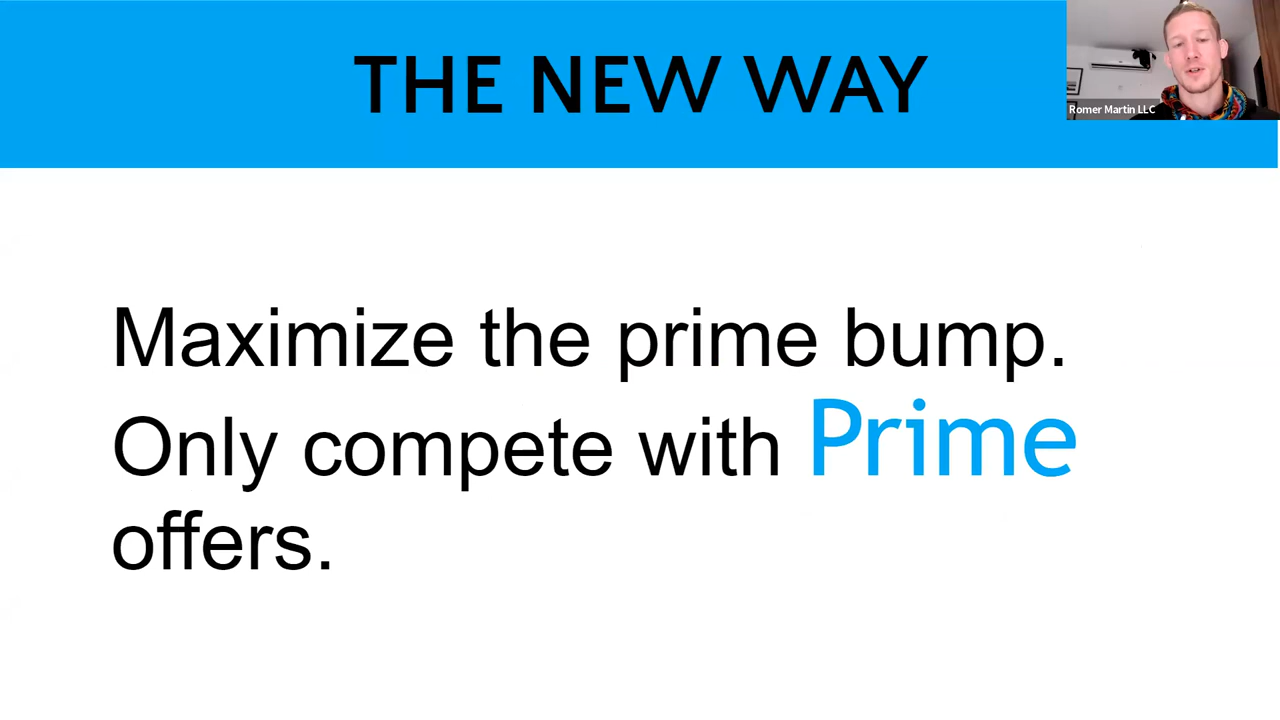 THE NEW WAY
Romer Martin LLC
Maximize the prime bump.
Only compete with Prime
offers.